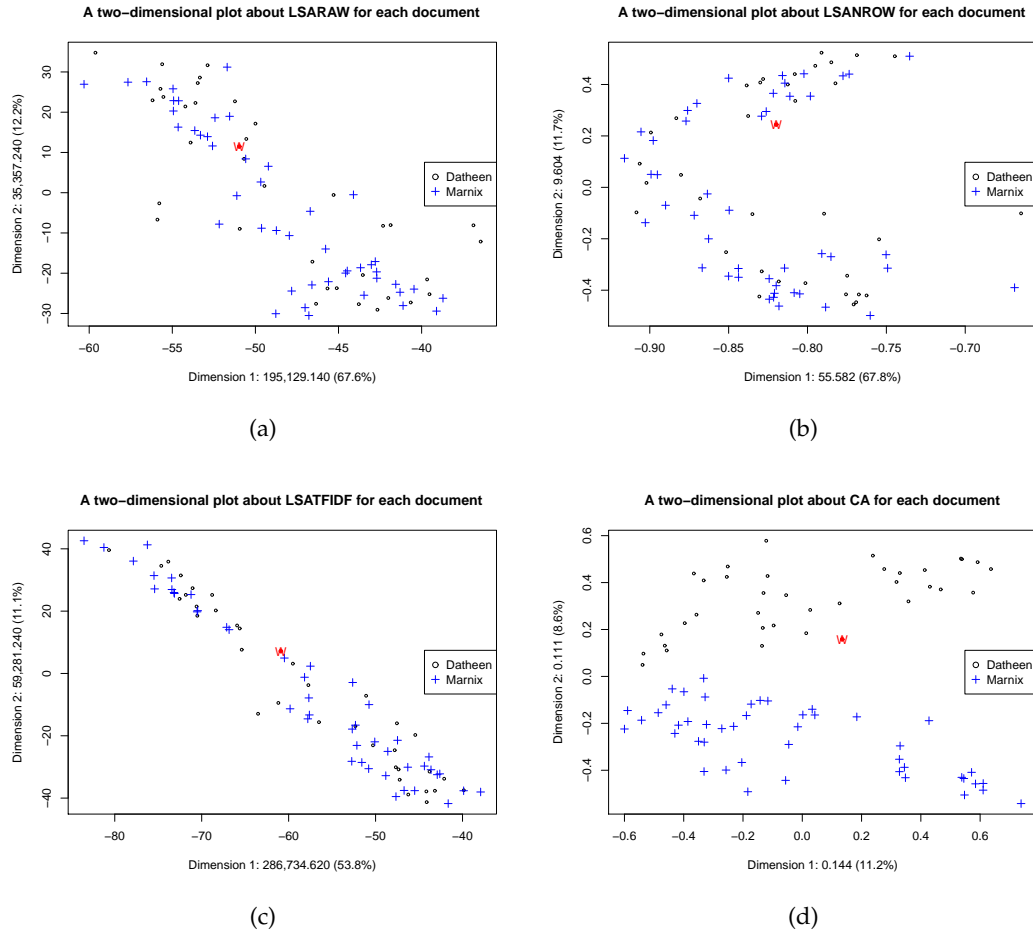 A two−dimensional plot about LSARAW for each document
Dimension 2: 35,357.240 (12.2%)
30
20
10
0
−10
−20
−30
W
Datheen
Marnix
−60
−55
−50
−45
−40
Dimension 1: 195,129.140 (67.6%)
(a)
A two−dimensional plot about LSANROW for each document
Dimension 2: 9.604 (11.7%)
0.4
0.2
0.0
−0.2
−0.4
W
Datheen
Marnix
−0.90
−0.85
−0.80
−0.75
−0.70
Dimension 1: 55.582 (67.8%)
(b)
A two−dimensional plot about LSATFIDF for each document
Dimension 2: 59,281.240 (11.1%)
40
20
0
−20
−40
W
Datheen
Marnix
−80
−70
−60
−50
−40
Dimension 1: 286,734.620 (53.8%)
(c)
A two−dimensional plot about CA for each document
Dimension 2: 0.111 (8.6%)
0.6
0.4
0.2
0.0
−0.2
−0.4
W
Datheen
Marnix
−0.6
−0.4
−0.2
0.0
0.2
0.4
0.6
Dimension 1: 0.144 (11.2%)
(d)